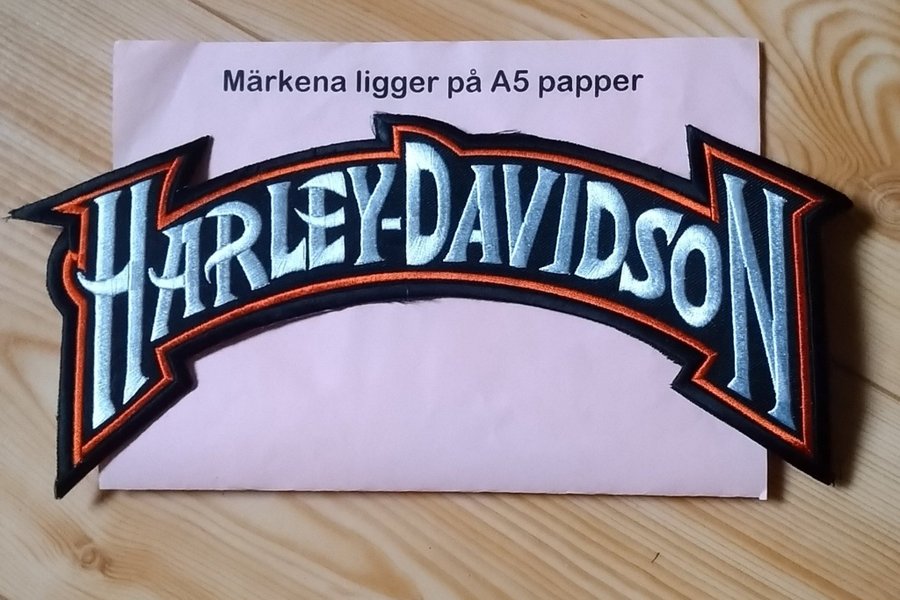 Märkena ligger på A5 papper
HARLEY-DAVIDSON